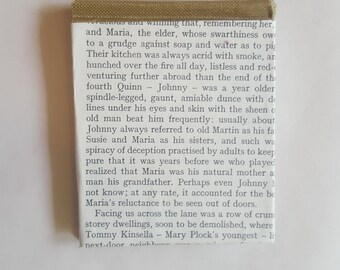 and willing that, remembering her,
and Maria, the elder, whose swarthiness ow
to a grudge against soap and water as to pig
Their kitchen was always acrid with smoke, an
hunched over the fire all day, listless and red-
venturing further abroad than the end of th
fourth Quinn – Johnny – was a year older
spindle-legged, gaunt, amiable dunce with de
lines under his eyes and skin with the sheen o
old man beat him frequently: usually about
Johnny always referred to old Martin as his fa
Susie and Maria as his sisters, and such wa
spiracy of deception practised by adults to keep
pure that it was years before we who played
realized that Maria was his natural mother a
man his grandfather. Perhaps even Johnny
not know; at any rate, it accounted for the b
Maria's reluctance to be seen out of doors.
Facing us across the lane was a row of crum
storey dwellings, soon to be demolished, where
Tommy Kinsella – Mary Plock's youngest – l